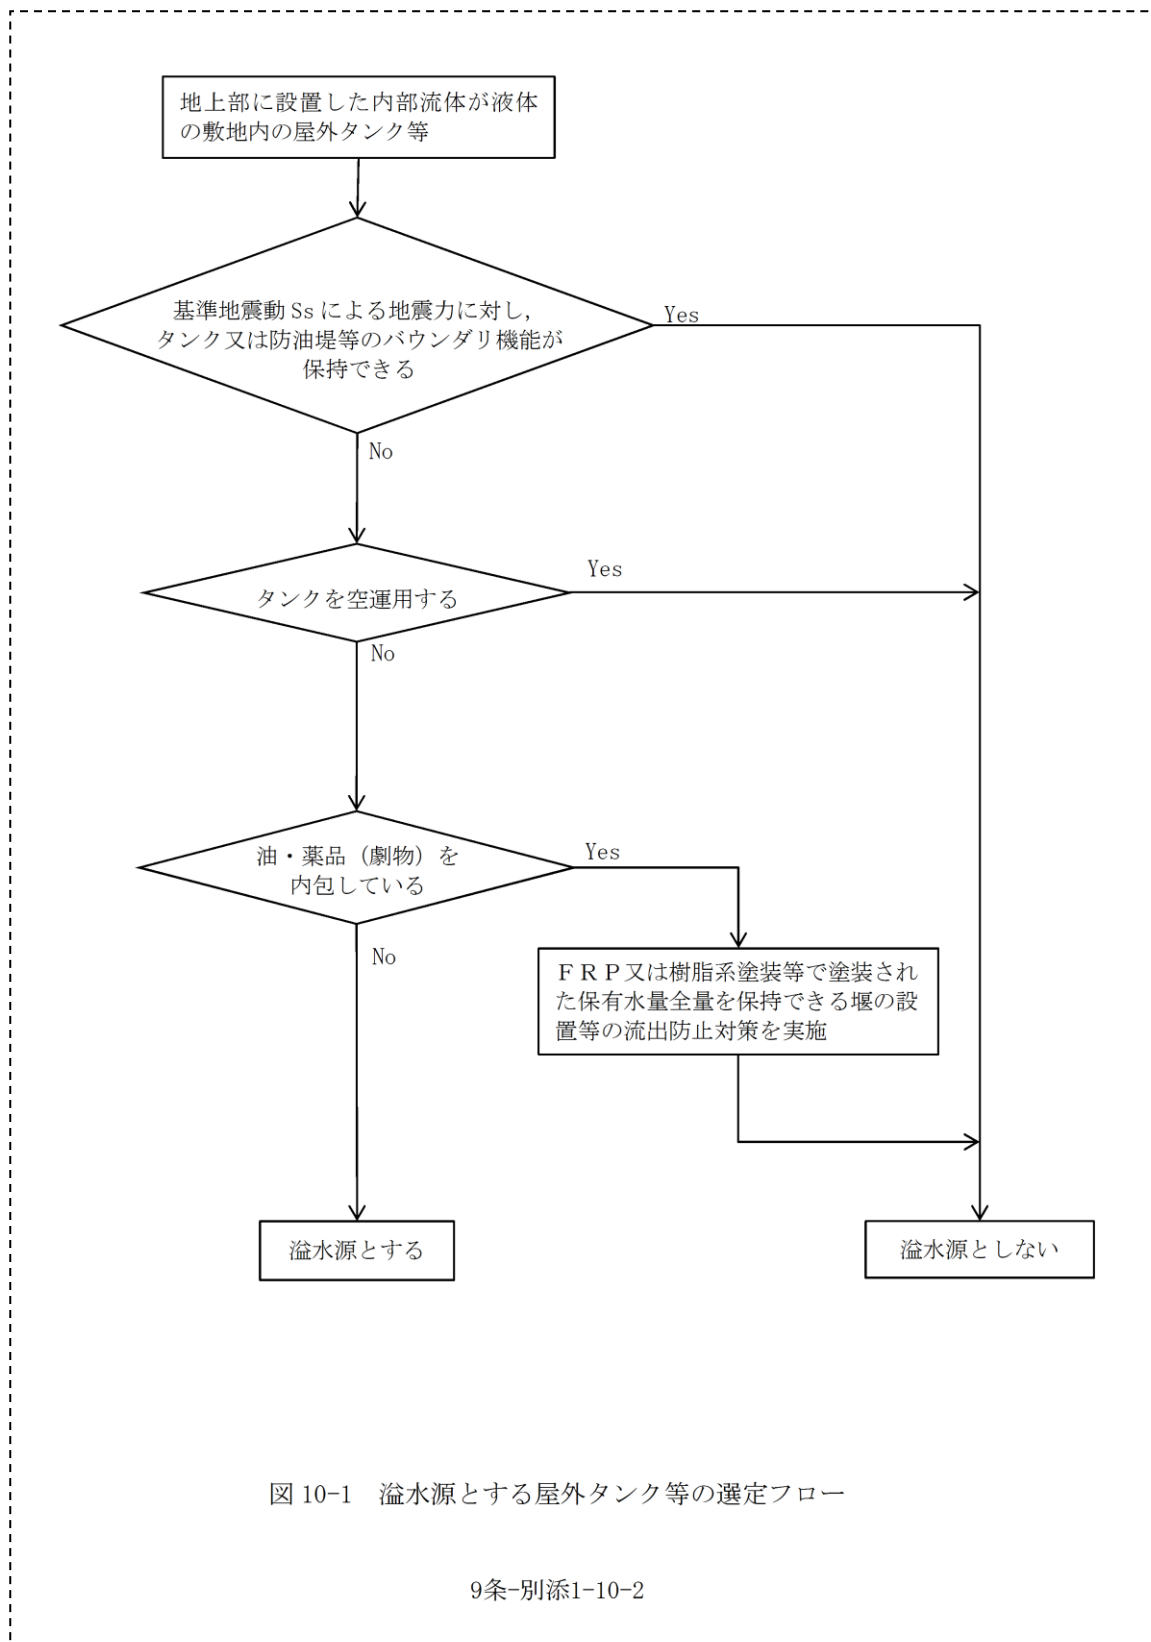 地上部に設置した内部流体が液体
の敷地内の屋外タンク等
基準地震動 Ss による地震力に対し,
タンク又は防油堤等のバウンダリ機能が
保持できる
Yes
No
タンクを空運用する
Yes
No
油・薬品（劇物）を
内包している
Yes
No
ＦＲＰ又は樹脂系塗装等で塗装され
た保有水量全量を保持できる堰の設
置等の流出防止対策を実施
溢水源とする
溢水源としない
図 10-1　溢水源とする屋外タンク等の選定フロー
9条-別添1-10-2